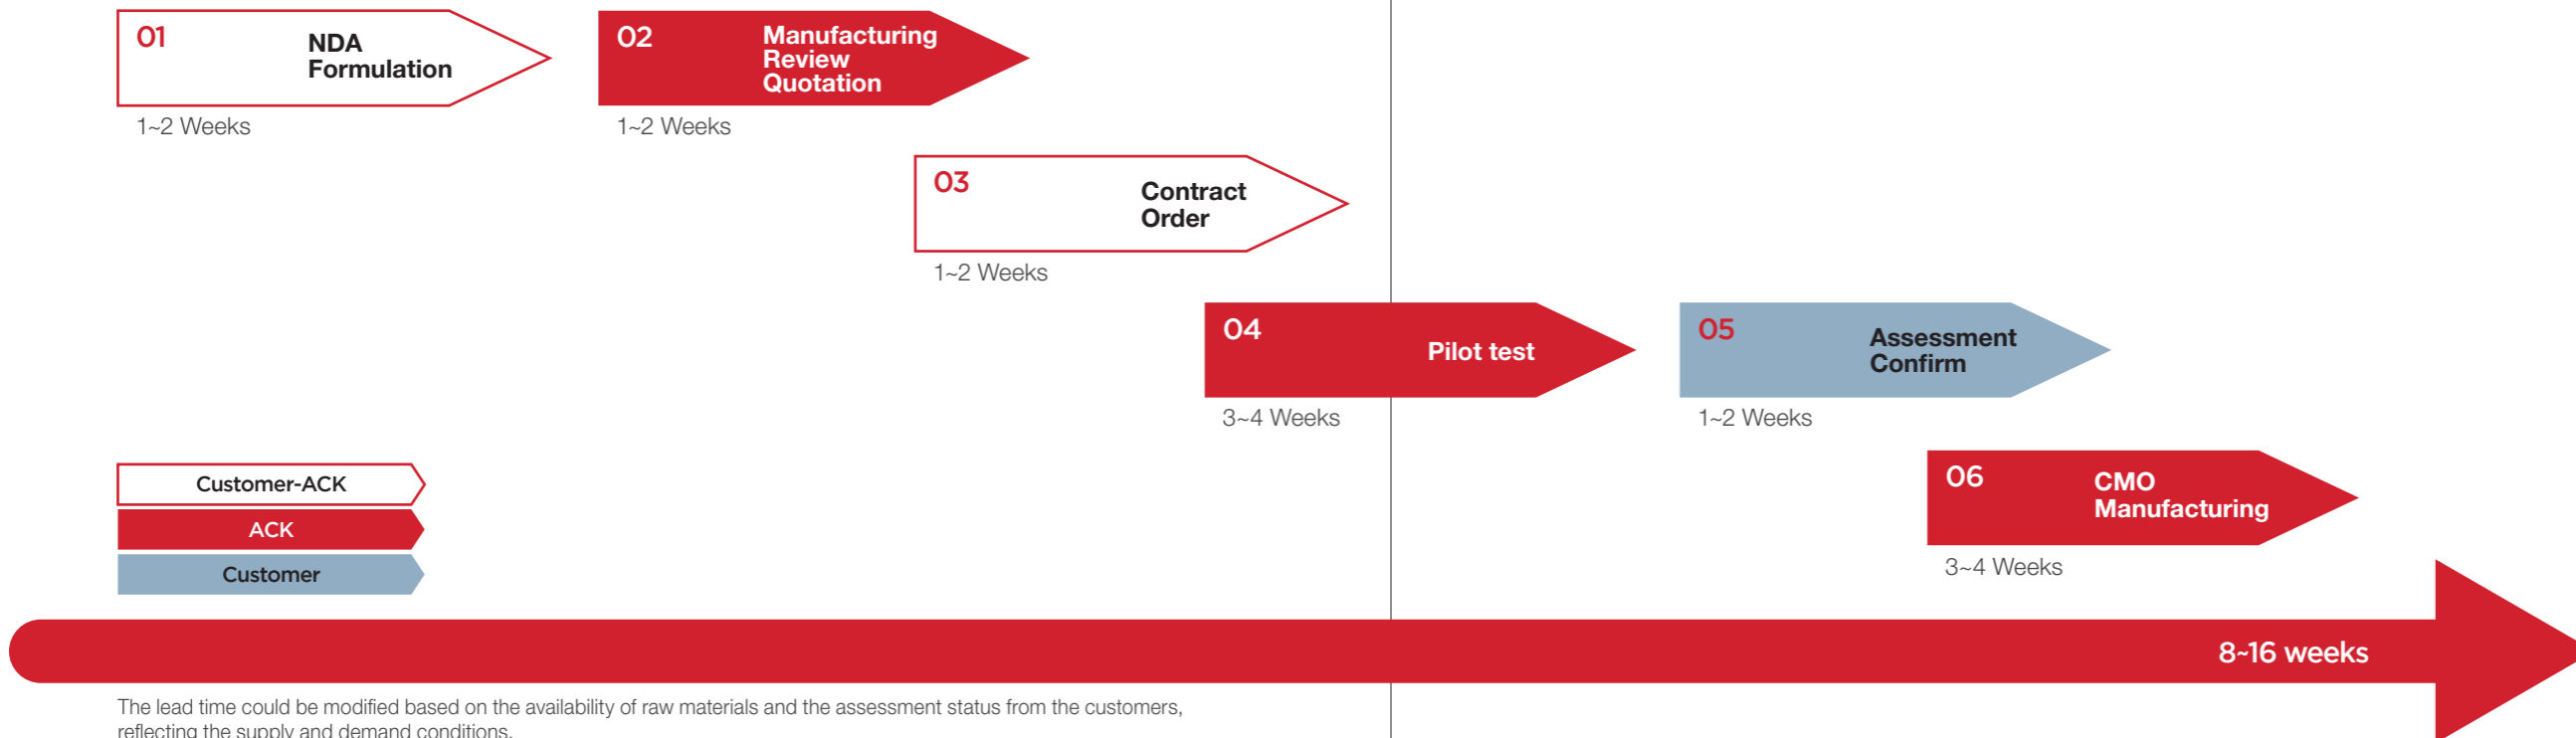 01
NDA
Formulation
1~2 Weeks
02
Manufacturing
Review
Quotation
1~2 Weeks
03
Contract
Order
1~2 Weeks
04
Pilot test
3~4 Weeks
05
Assessment
Confirm
1~2 Weeks
06
CMO
Manufacturing
3~4 Weeks
Customer-ACK
ACK
Customer
8~16 weeks
The lead time could be modified based on the availability of raw materials and the assessment status from the customers,
reflecting the supply and demand conditions.